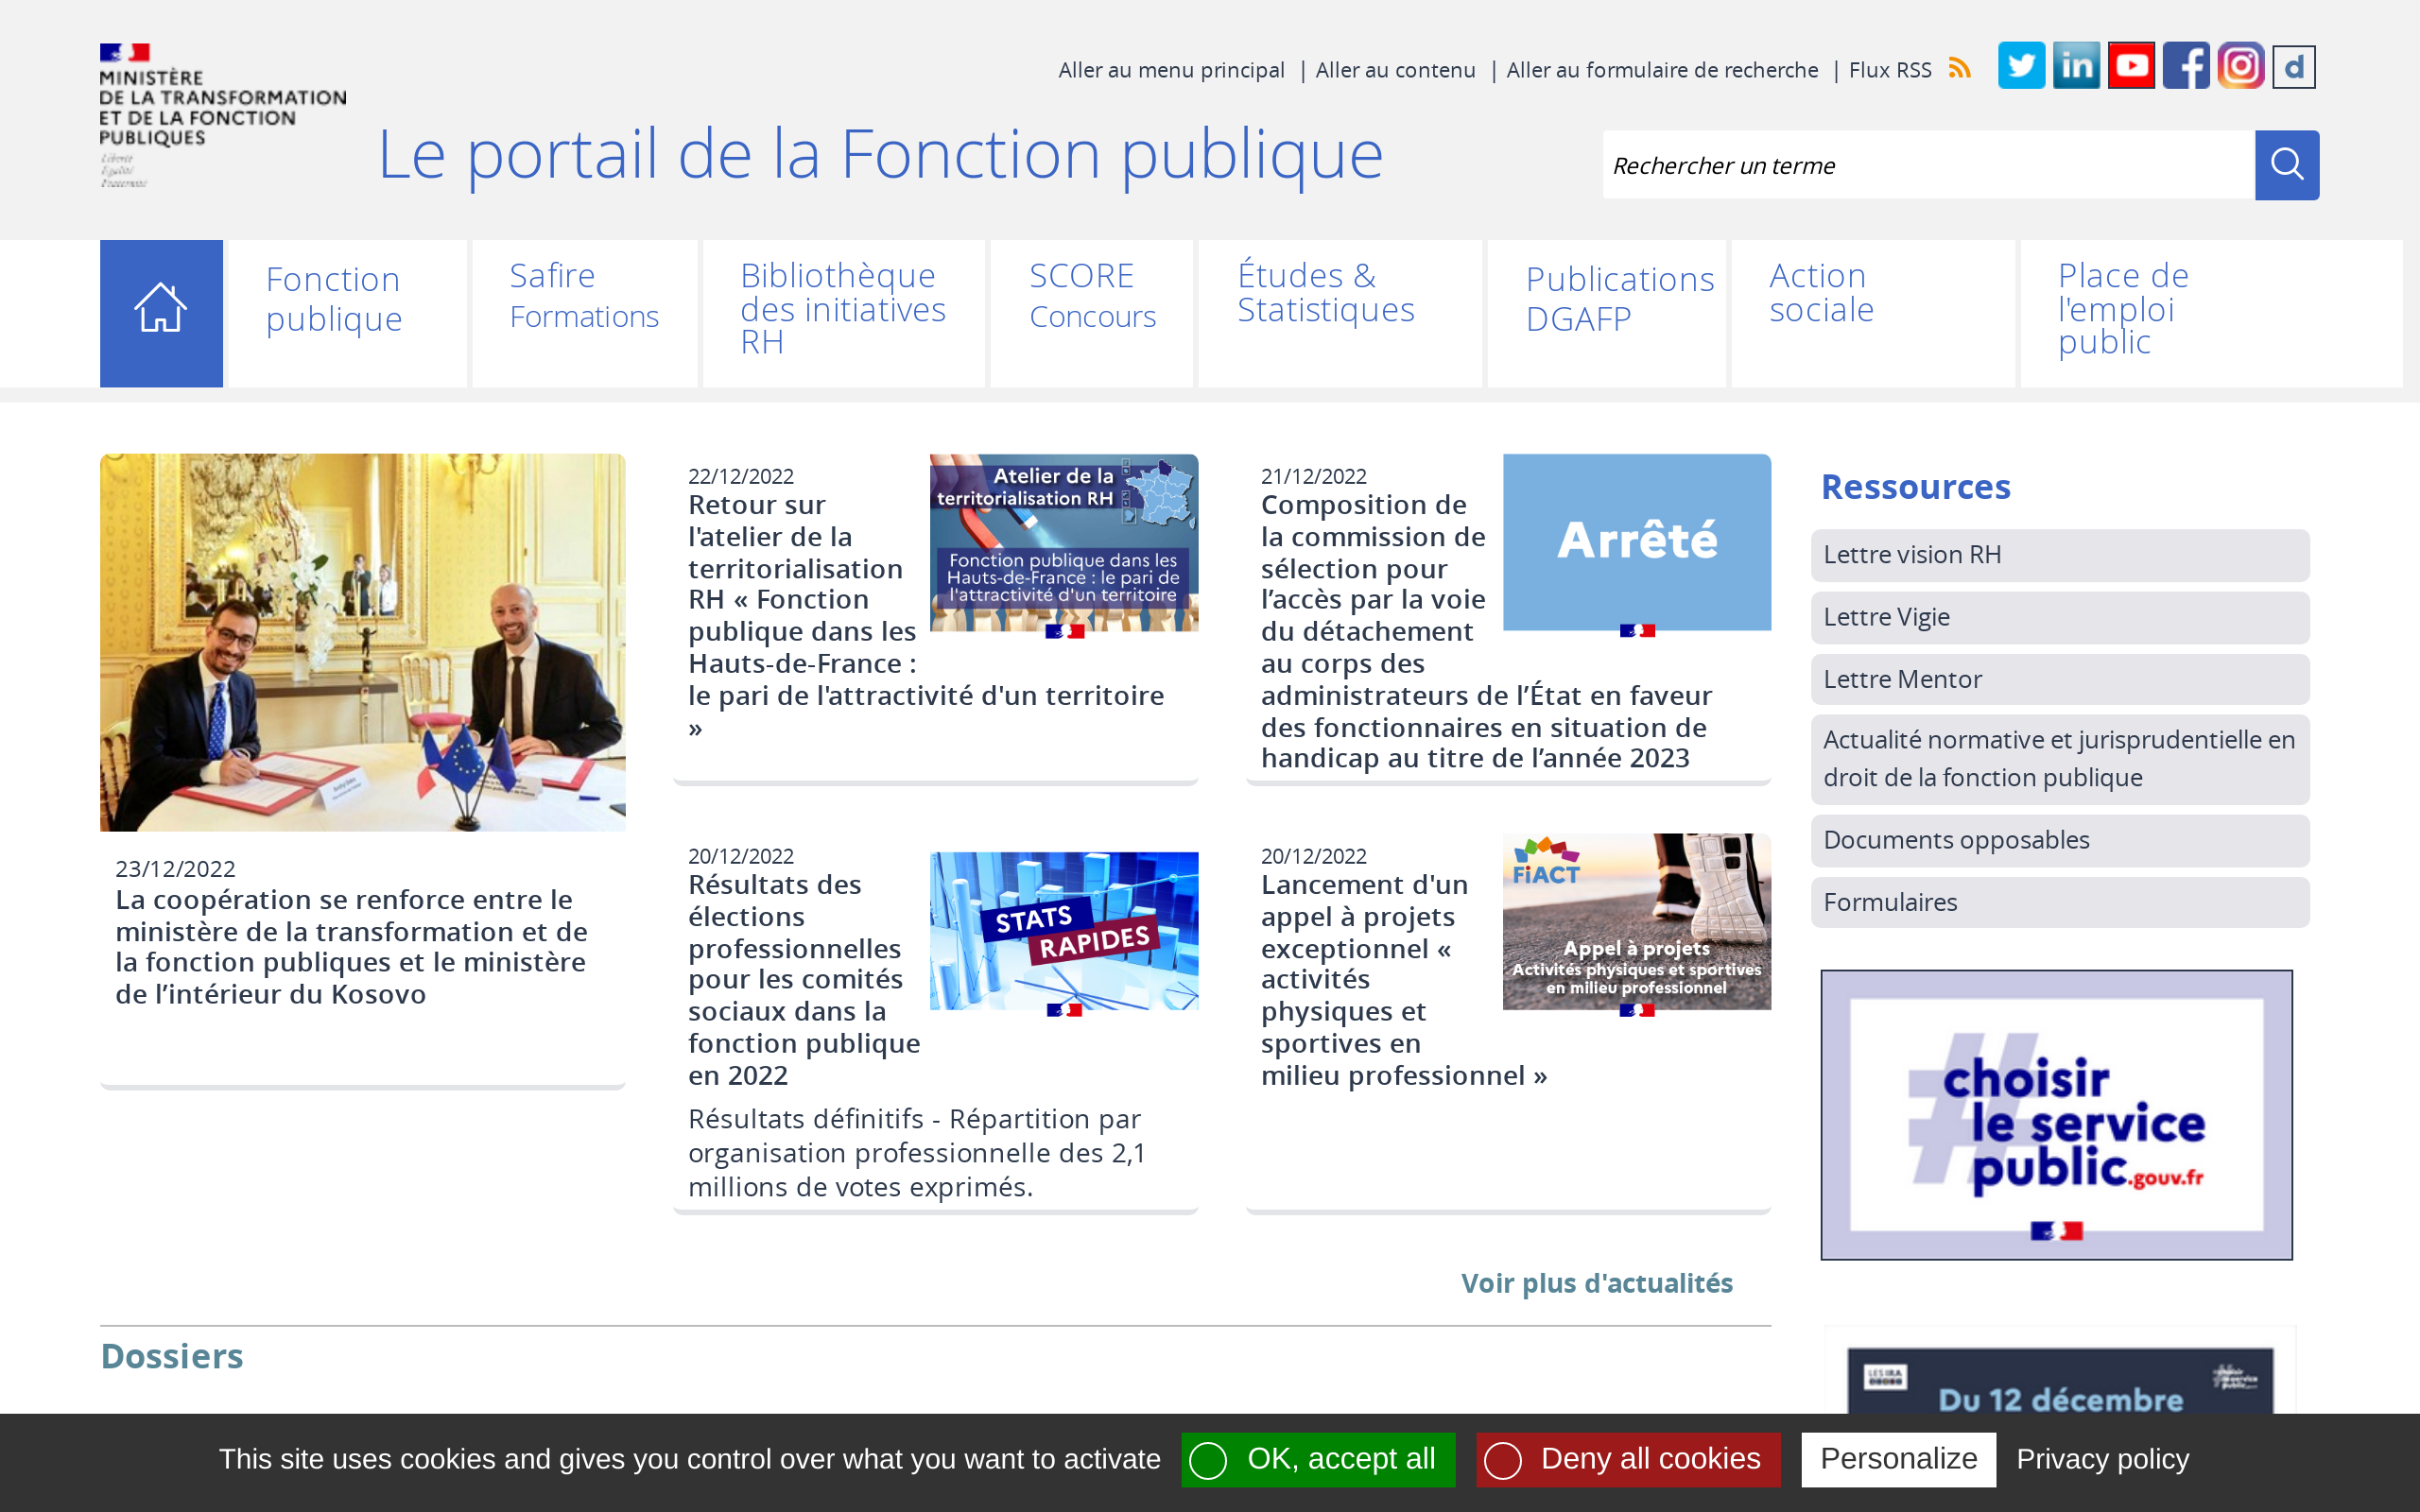 MINISTÈRE
DE LA TRANSFORMATION
ET DE LA FONCTION
PUBLIQUES
Liberté
Égalité
Fraternité
Aller au menu principal | Aller au contenu | Aller au formulaire de recherche | Flux RSS
Le portail de la Fonction publique
Rechercher un terme
Fonction
publique
Safire
Formations
Bibliothèque
des initiatives
RH
SCORE
Concours
Études &
Statistiques
Publications
DGAFP
Action
sociale
Place de
l'emploi
public
23/12/2022
La coopération se renforce entre le
ministère de la transformation et de
la fonction publiques et le ministère
de l’intérieur du Kosovo
22/12/2022
Retour sur
l'atelier de la
territorialisation
RH « Fonction
publique dans les
Hauts-de-France :
le pari de l'attractivité d'un territoire
»
Atelier de la
territorialisation RH
Fonction publique dans les
Hauts-de-France : le pari de
l'attractivité d'un territoire
21/12/2022
Composition de
la commission de
sélection pour
l’accès par la voie
du détachement
au corps des
administrateurs de l’État en faveur
des fonctionnaires en situation de
handicap au titre de l’année 2023
Arrêté
20/12/2022
Résultats des
élections
professionnelles
pour les comités
sociaux dans la
fonction publique
en 2022
Résultats définitifs - Répartition par
organisation professionnelle des 2,1
millions de votes exprimés.
STATS
RAPIDES
20/12/2022
Lancement d'un
appel à projets
exceptionnel «
activités
physiques et
sportives en
milieu professionnel »
FiACT
Appel à projets
Activités physiques et sportives
en milieu professionnel
Voir plus d'actualités
Dossiers
Ressources
Lettre vision RH
Lettre Vigie
Lettre Mentor
Actualité normative et jurisprudentielle en
droit de la fonction publique
Documents opposables
Formulaires
#choisir
le service
public.gouv.fr
LES IRA
choisir
le service
public
Du 12 décembre
This site uses cookies and gives you control over what you want to activate
OK, accept all
Deny all cookies
Personalize
Privacy policy